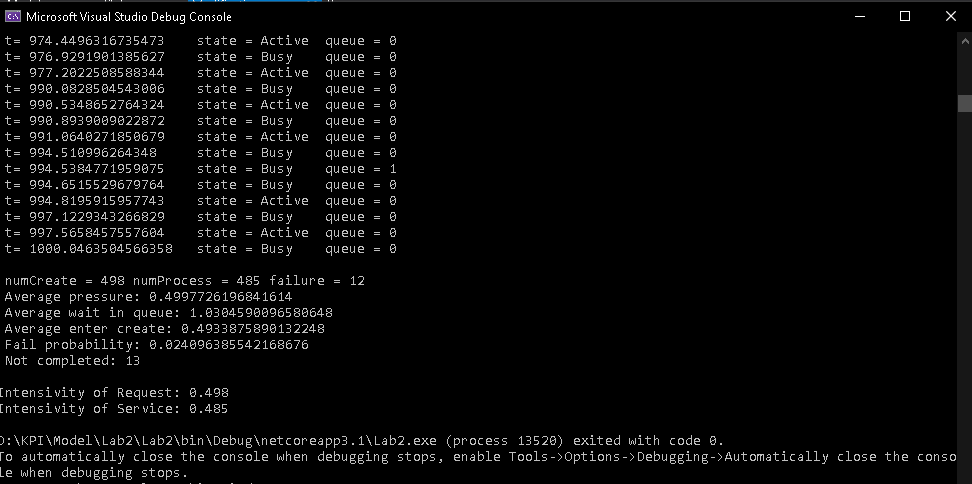 Microsoft Visual Studio Debug Console
t= 974.4496316735473 state = Active queue = 0
t= 976.9291901385627 state = Busy queue = 0
t= 977.2022508588344 state = Active queue = 0
t= 990.0828504543006 state = Busy queue = 0
t= 990.5348652764324 state = Active queue = 0
t= 990.8939009022872 state = Busy queue = 0
t= 991.0640271850679 state = Active queue = 0
t= 994.510996264348 state = Busy queue = 0
t= 994.5384771959075 state = Busy queue = 1
t= 994.6515529679764 state = Busy queue = 0
t= 994.8195915957743 state = Active queue = 0
t= 997.1229343266829 state = Busy queue = 0
t= 997.5658457557604 state = Active queue = 0
t= 1000.0463504566358 state = Busy queue = 0
numCreate = 498 numProcess = 485 failure = 12
Average pressure: 0.4997726196841614
Average wait in queue: 1.0304590096580648
Average enter create: 0.4933875890132248
Fail probability: 0.024096385542168676
Not completed: 13
Intensivity of Request: 0.498
Intensivity of Service: 0.485
D:\KPI\Model\Lab2\Lab2\bin\Debug\netcoreapp3.1\Lab2.exe (process 13520) exited with code 0.
To automatically close the console when debugging stops, enable Tools->Options->Debugging->Automatically close the conso
le when debugging stops.